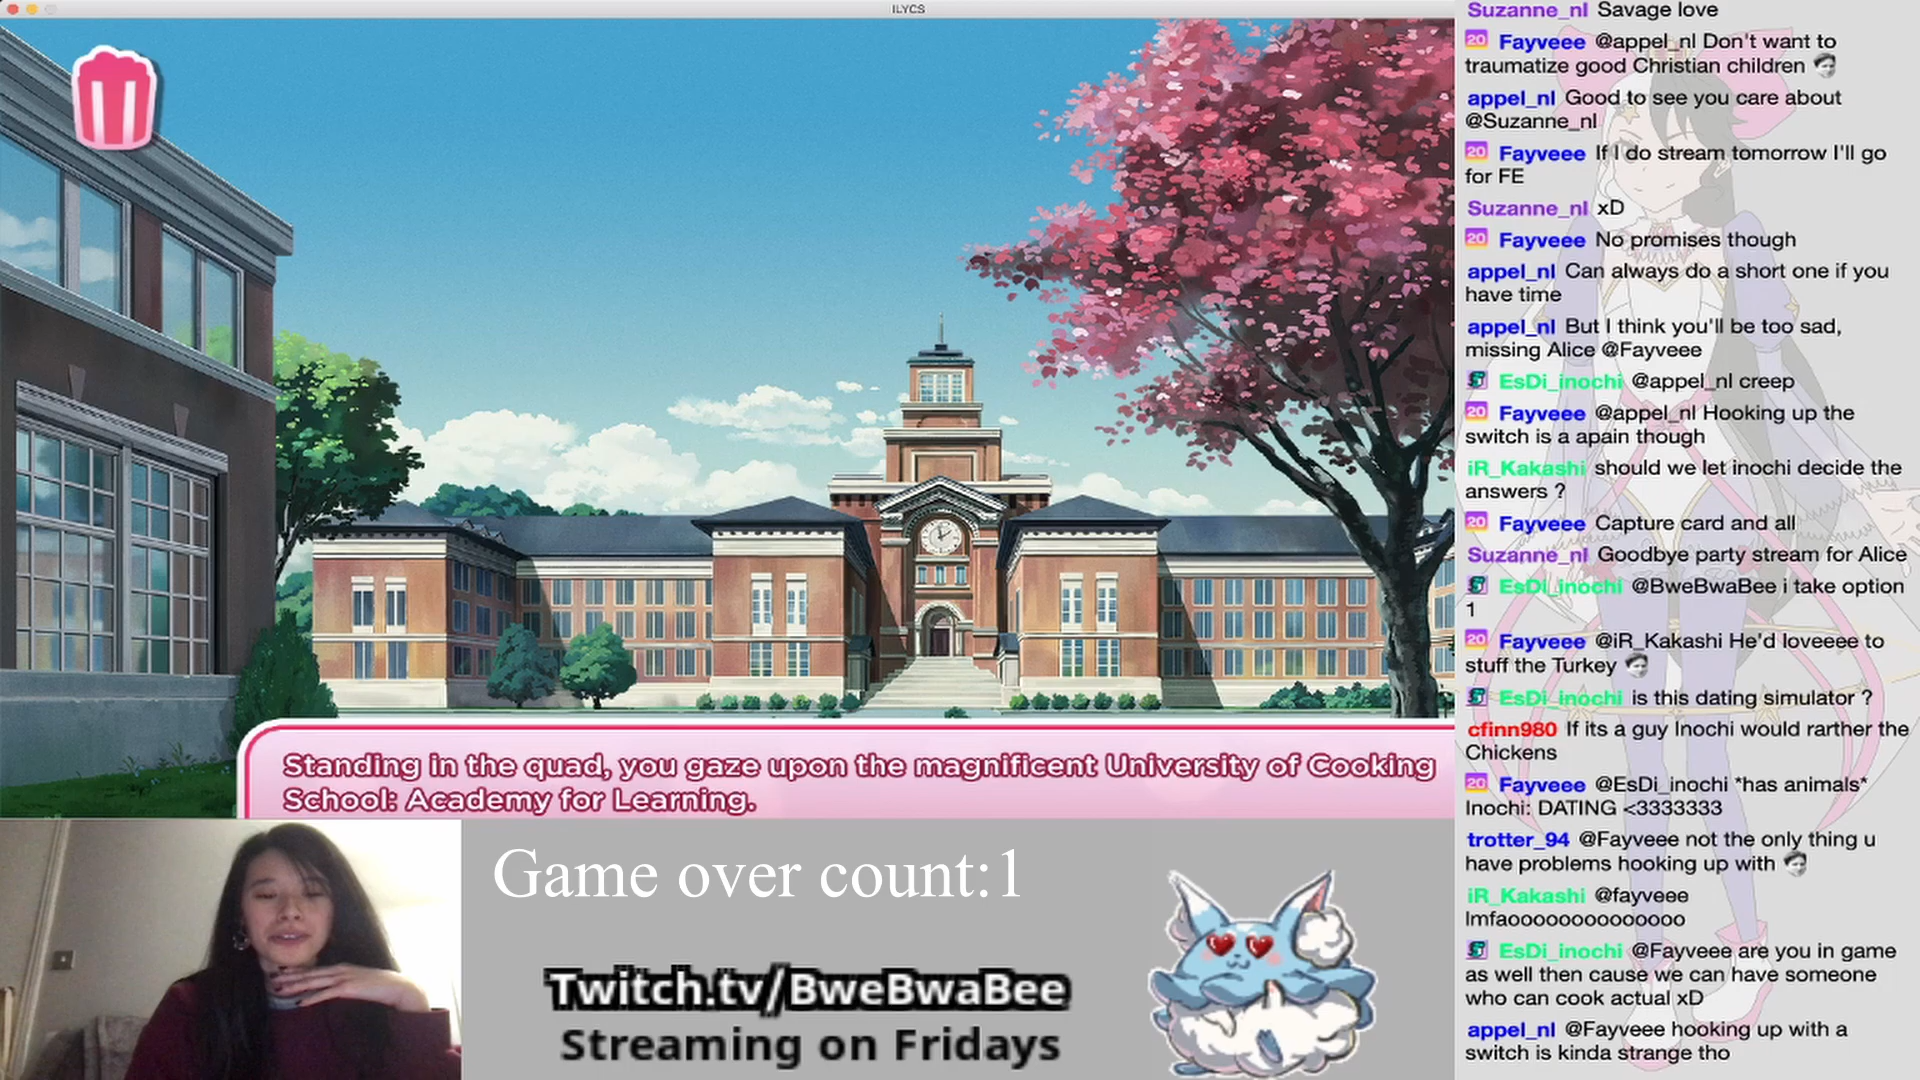 ILYCS
Standing in the quad, you gaze upon the magnificent University of Cooking
School: Academy for Learning.
Game over count:1
Twitch.tv/BweBwaBee
Streaming on Fridays
Suzanne_nl Savage love
20 Fayveee @appel_nl Don't want to
traumatize good Christian children
appel_nl Good to see you care about
@Suzanne_nl
20 Fayveee If I do stream tomorrow I'll go
for FE
Suzanne_nl xD
20 Fayveee No promises though
appel_nl Can always do a short one if you
have time
appel_nl But I think you'll be too sad,
missing Alice @Fayveee
EsDi_inochi @appel_nl creep
20 Fayveee @appel_nl Hooking up the
switch is a apain though
iR_Kakashi should we let inochi decide the
answers ?
20 Fayveee Capture card and all
Suzanne_nl Goodbye party stream for Alice
EsDi_inochi @BweBwaBee i take option
1
20 Fayveee @iR_Kakashi He'd loveeee to
stuff the Turkey
EsDi_inochi is this dating simulator ?
cfinn980 If its a guy Inochi would rarther the
Chickens
20 Fayveee @EsDi_inochi *has animals*
Inochi: DATING <3333333
trotter_94 @Fayveee not the only thing u
have problems hooking up with
iR_Kakashi @fayveee
lmfaoooooooooooooo
EsDi_inochi @Fayveee are you in game
as well then cause we can have someone
who can cook actual xD
appel_nl @Fayveee hooking up with a
switch is kinda strange tho